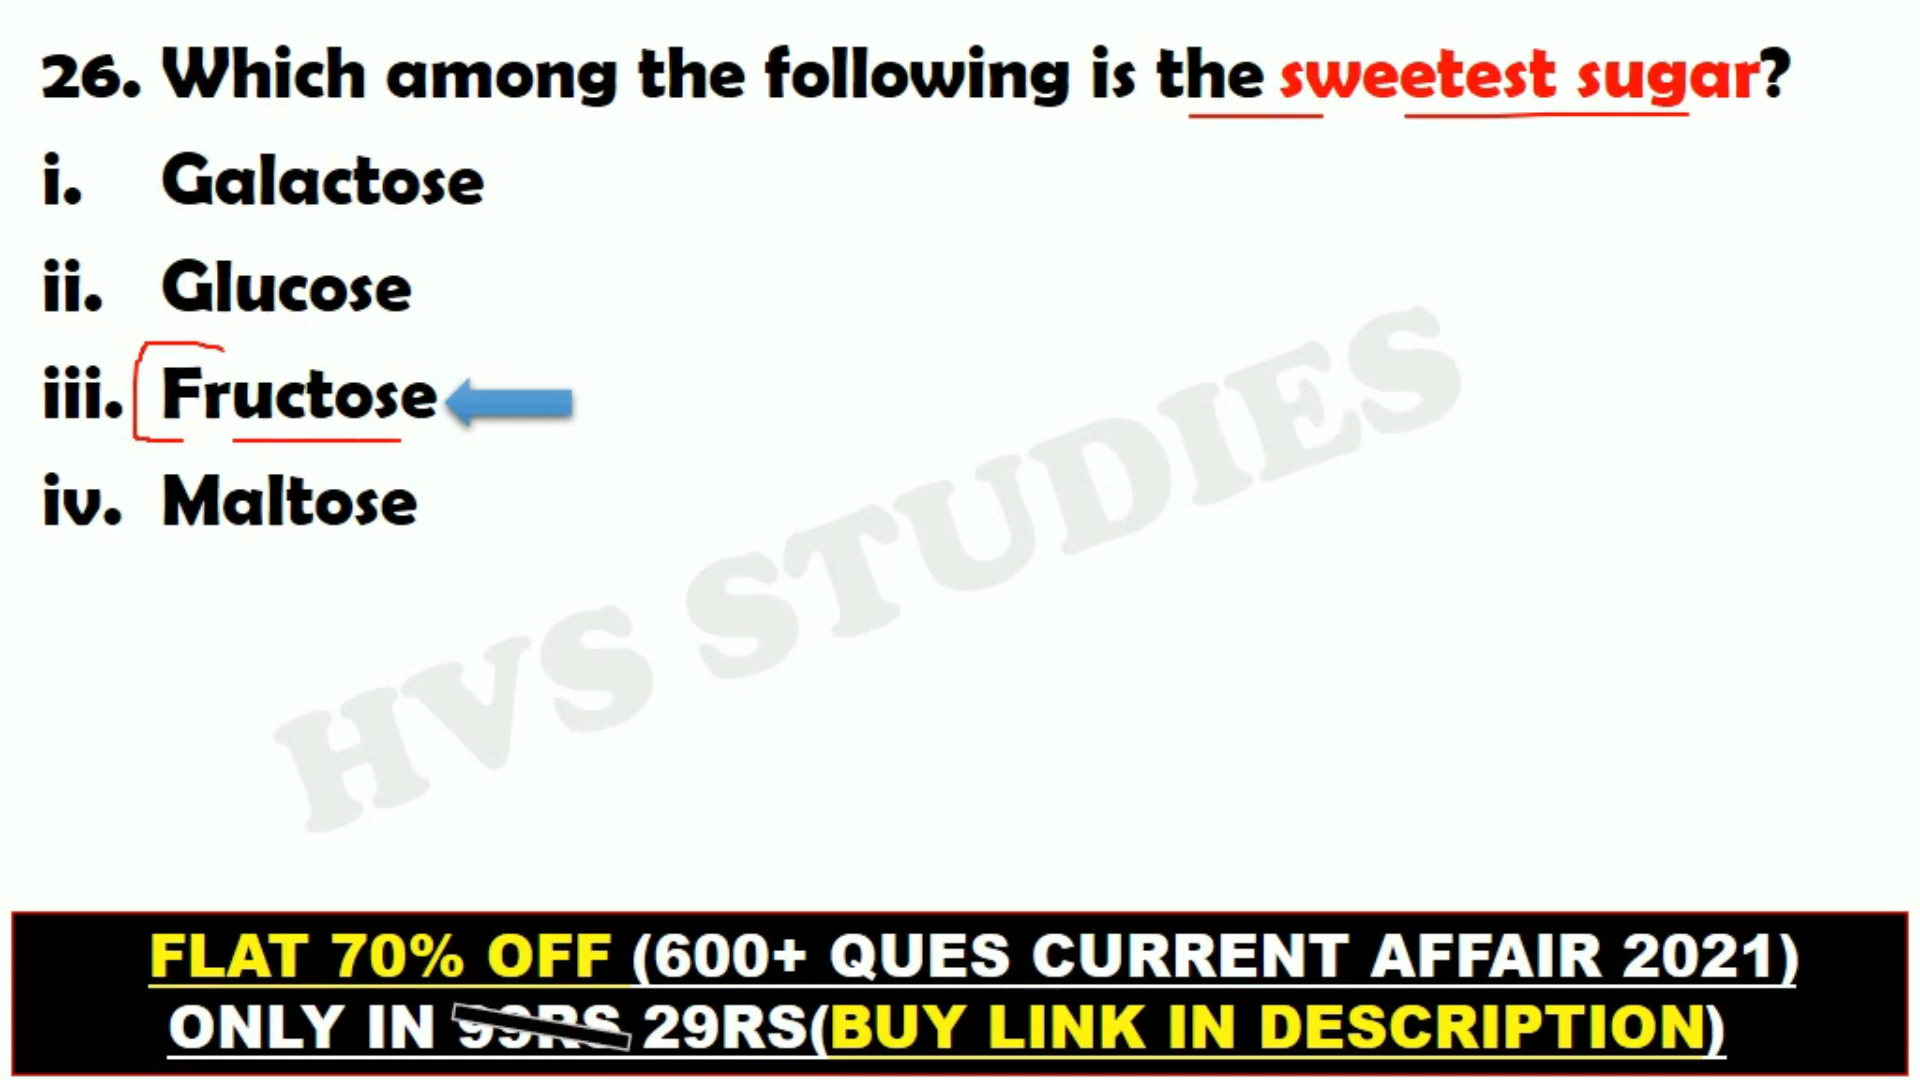 26. Which among the following is the sweetest sugar?
i. Galactose
ii. Glucose
iii. Fructose
iv. Maltose
HVS STUDIES
FLAT 70% OFF (600+ QUES CURRENT AFFAIR 2021)
ONLY IN 99RS 29RS(BUY LINK IN DESCRIPTION)